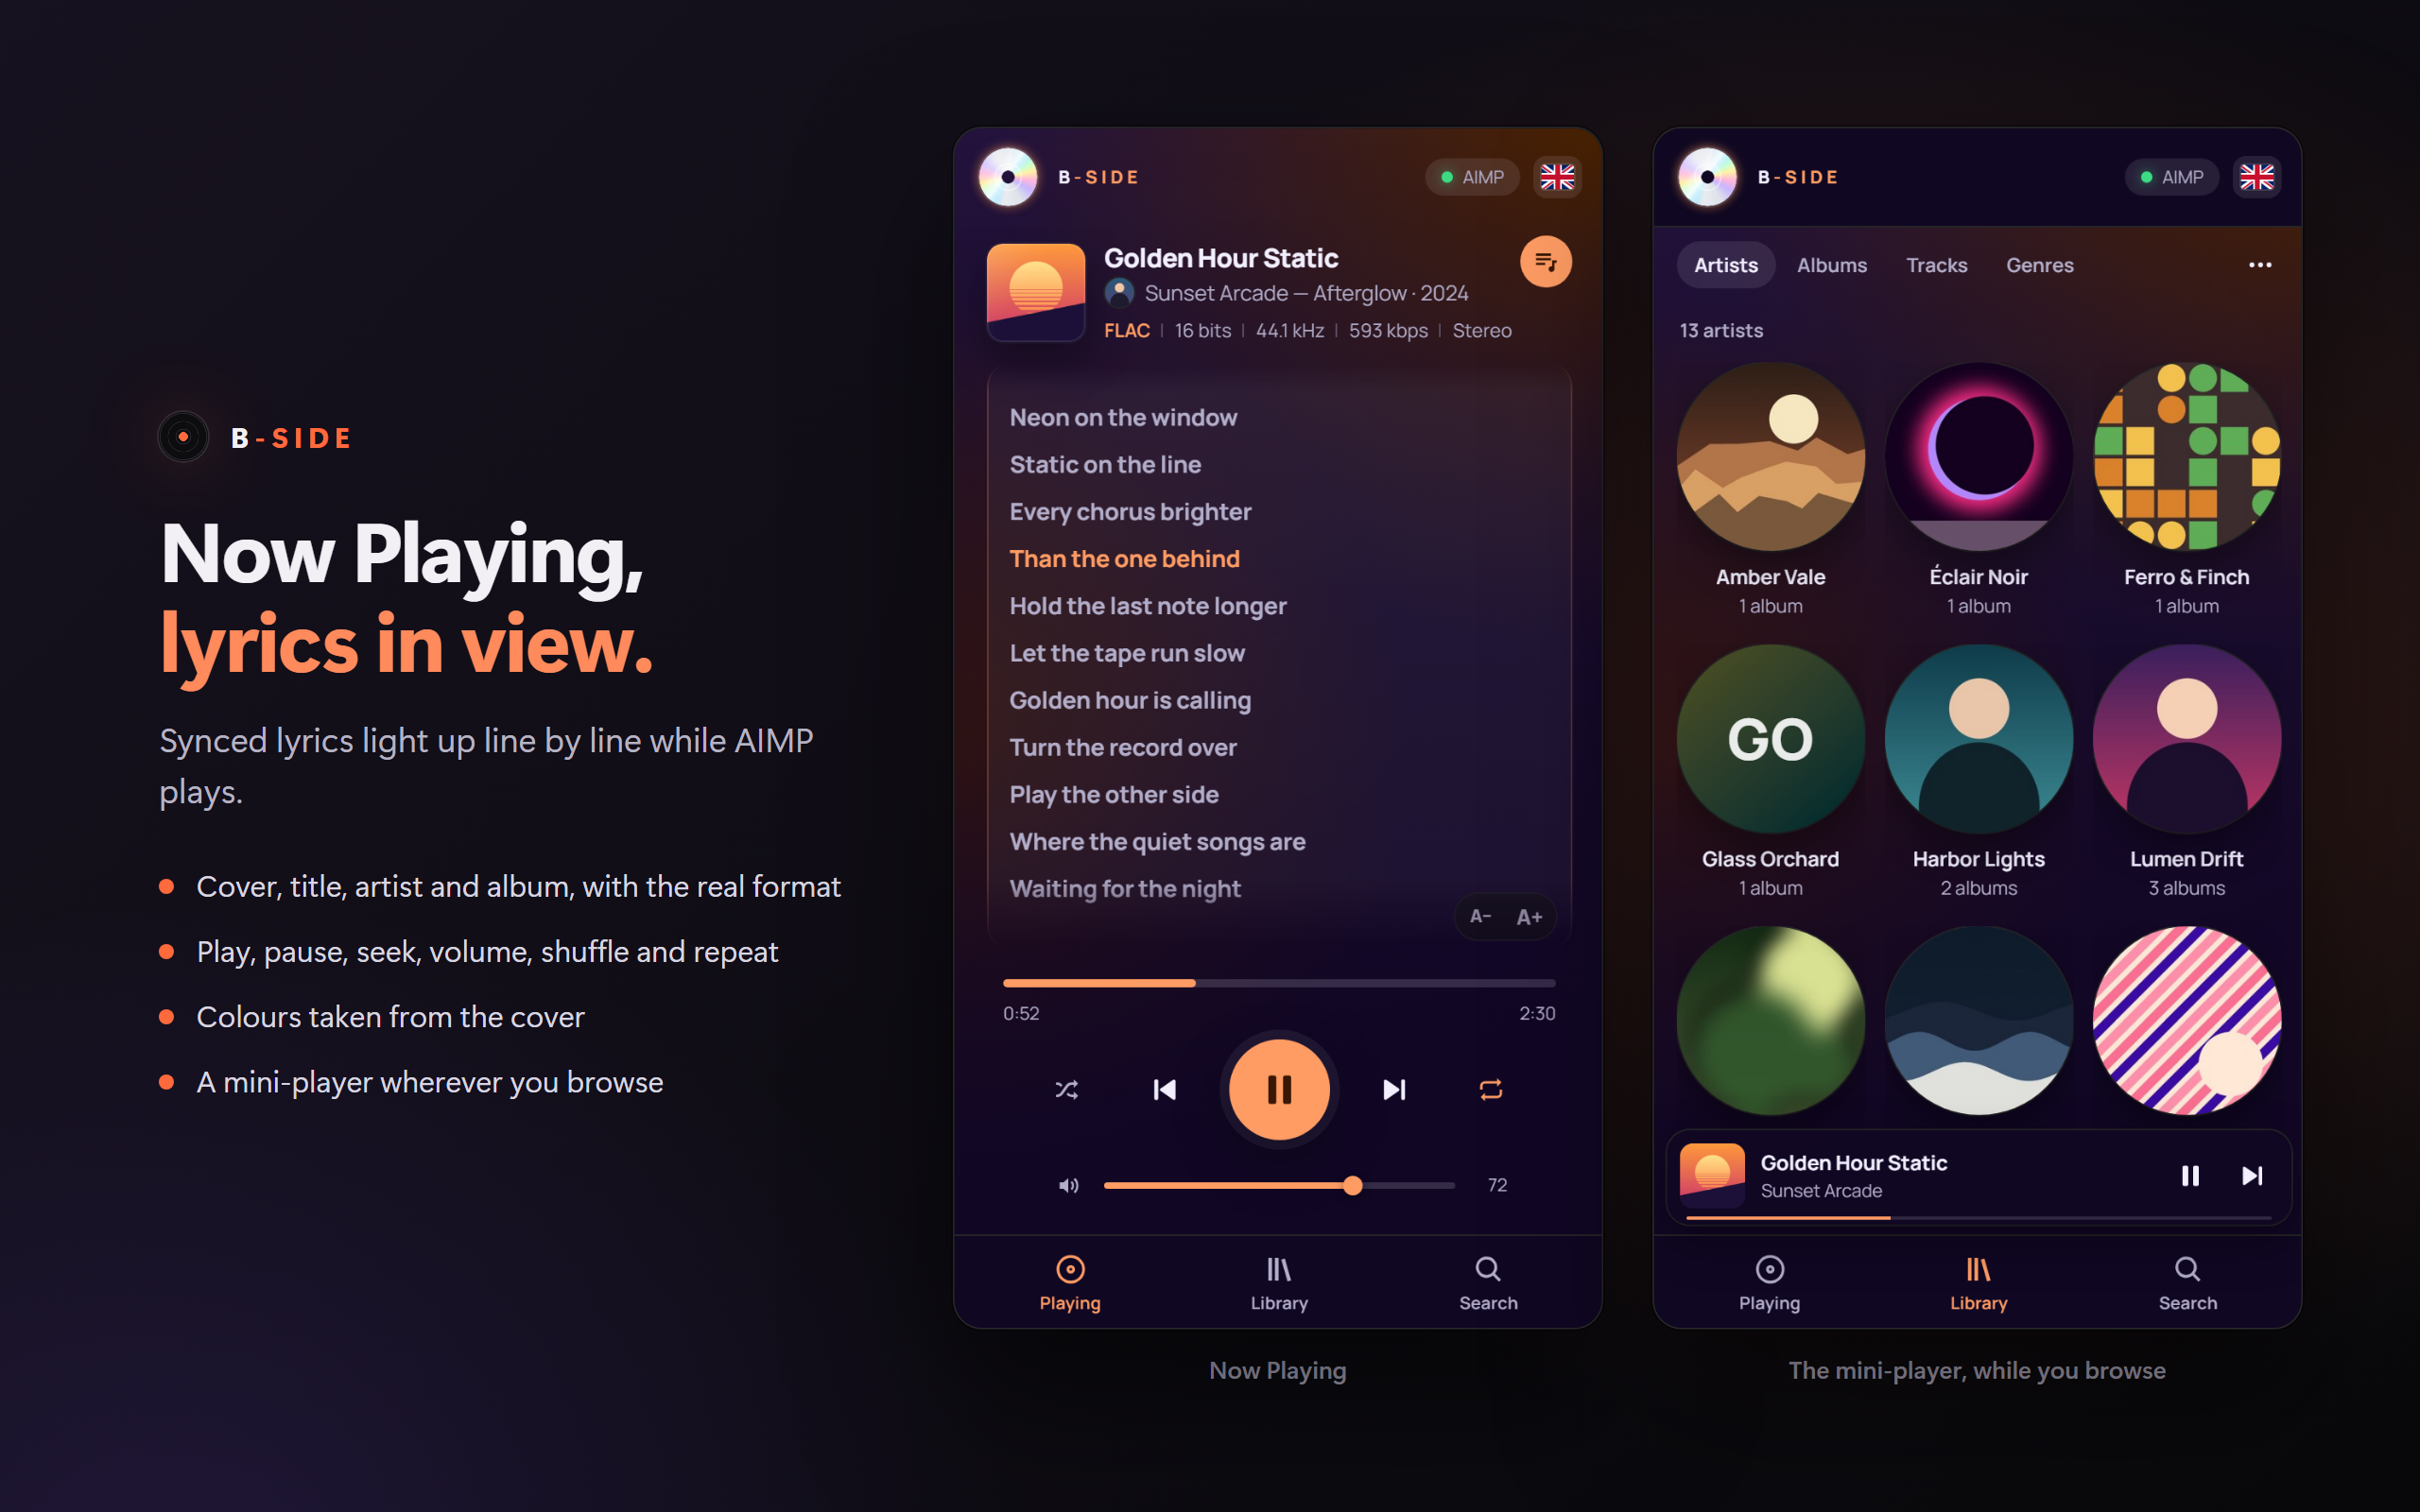 B-SIDE
Now Playing,
lyrics in view.
Synced lyrics light up line by line while AIMP
plays.
Cover, title, artist and album, with the real format
Play, pause, seek, volume, shuffle and repeat
Colours taken from the cover
A mini-player wherever you browse
B-SIDE
AIMP
Golden Hour Static
Sunset Arcade — Afterglow · 2024
FLAC | 16 bits | 44.1 kHz | 593 kbps | Stereo
Neon on the window
Static on the line
Every chorus brighter
Than the one behind
Hold the last note longer
Let the tape run slow
Golden hour is calling
Turn the record over
Play the other side
Where the quiet songs are
Waiting for the night
A- A+
0:52 2:30
72
Playing Library Search
Now Playing
B-SIDE
AIMP
Artists Albums Tracks Genres
13 artists
Amber Vale Éclair Noir Ferro & Finch
1 album 1 album 1 album
GO
Glass Orchard Harbor Lights Lumen Drift
1 album 2 albums 3 albums
Golden Hour Static
Sunset Arcade
Playing Library Search
The mini-player, while you browse